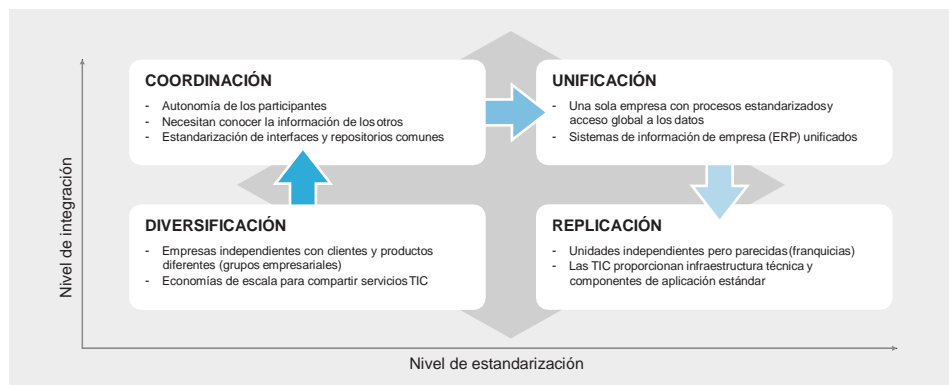 COORDINACIÓN
- Autonomía de los participantes
- Necesitan conocer la información de los otros
- Estandarización de interfaces y repositorios comunes
UNIFICACIÓN
- Una sola empresa con procesos estandarizados y
acceso global a los datos
- Sistemas de información de empresa (ERP) unificados
DIVERSIFICACIÓN
- Empresas independientes con clientes y productos
diferentes (grupos empresariales)
- Economías de escala para compartir servicios TIC
REPLICACIÓN
- Unidades independientes pero parecidas (franquicias)
- Las TIC proporcionan infraestructura técnica y
componentes de aplicación estándar
Nivel de integración
Nivel de estandarización